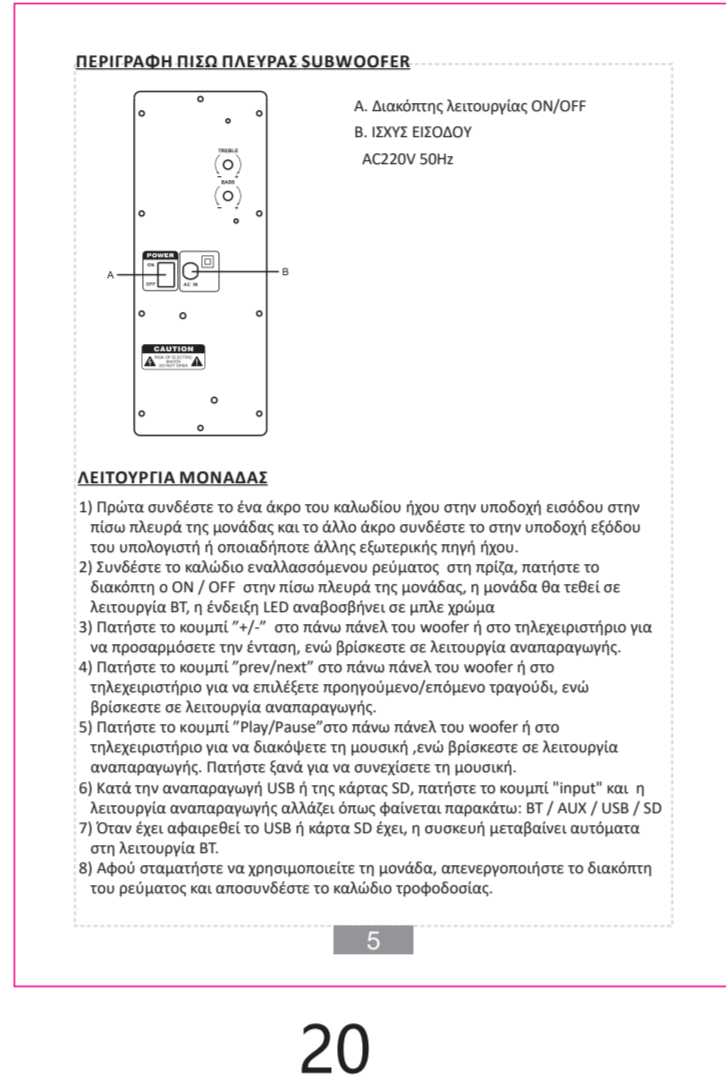 ΠΕΡΙΓΡΑΦΗ ΠΙΣΩ ΠΛΕΥΡΑΣ SUBWOOFER
A. Διακόπτης λειτουργίας ON/OFF
B. ΙΣΧΥΣ ΕΙΣΟΔΟΥ
AC220V 50Hz
TREBLE
- +
BASS
- +
POWER
ON
OFF
AC IN
A
B
CAUTION
RISK OF ELECTRIC
SHOCK
DO NOT OPEN
ΛΕΙΤΟΥΡΓΙΑ ΜΟΝΑΔΑΣ
1) Πρώτα συνδέστε το ένα άκρο του καλωδίου ήχου στην υποδοχή εισόδου στην
πίσω πλευρά της μονάδας και το άλλο άκρο συνδέστε το στην υποδοχή εξόδου
του υπολογιστή ή οποιαδήποτε άλλης εξωτερικής πηγή ήχου.
2) Συνδέστε το καλώδιο εναλλασσόμενου ρεύματος στη πρίζα, πατήστε το
διακόπτη ο ON / OFF στην πίσω πλευρά της μονάδας, η μονάδα θα τεθεί σε
λειτουργία BT, η ένδειξη LED αναβοσβήνει σε μπλε χρώμα
3) Πατήστε το κουμπί "+/-" στο πάνω πάνελ του woofer ή στο τηλεχειριστήριο για
να προσαρμόσετε την ένταση, ενώ βρίσκεστε σε λειτουργία αναπαραγωγής.
4) Πατήστε το κουμπί "prev/next" στο πάνω πάνελ του woofer ή στο
τηλεχειριστήριο για να επιλέξετε προηγούμενο/επόμενο τραγούδι, ενώ
βρίσκεστε σε λειτουργία αναπαραγωγής.
5) Πατήστε το κουμπί "Play/Pause"στο πάνω πάνελ του woofer ή στο
τηλεχειριστήριο για να διακόψετε τη μουσική ,ενώ βρίσκεστε σε λειτουργία
αναπαραγωγής. Πατήστε ξανά για να συνεχίσετε τη μουσική.
6) Κατά την αναπαραγωγή USB ή της κάρτας SD, πατήστε το κουμπί "input" και η
λειτουργία αναπαραγωγής αλλάζει όπως φαίνεται παρακάτω: BT / AUX / USB / SD
7) Όταν έχει αφαιρεθεί το USB ή κάρτα SD έχει, η συσκευή μεταβαίνει αυτόματα
στη λειτουργία BT.
8) Αφού σταματήστε να χρησιμοποιείτε τη μονάδα, απενεργοποιήστε το διακόπτη
του ρεύματος και αποσυνδέστε το καλώδιο τροφοδοσίας.
5
20